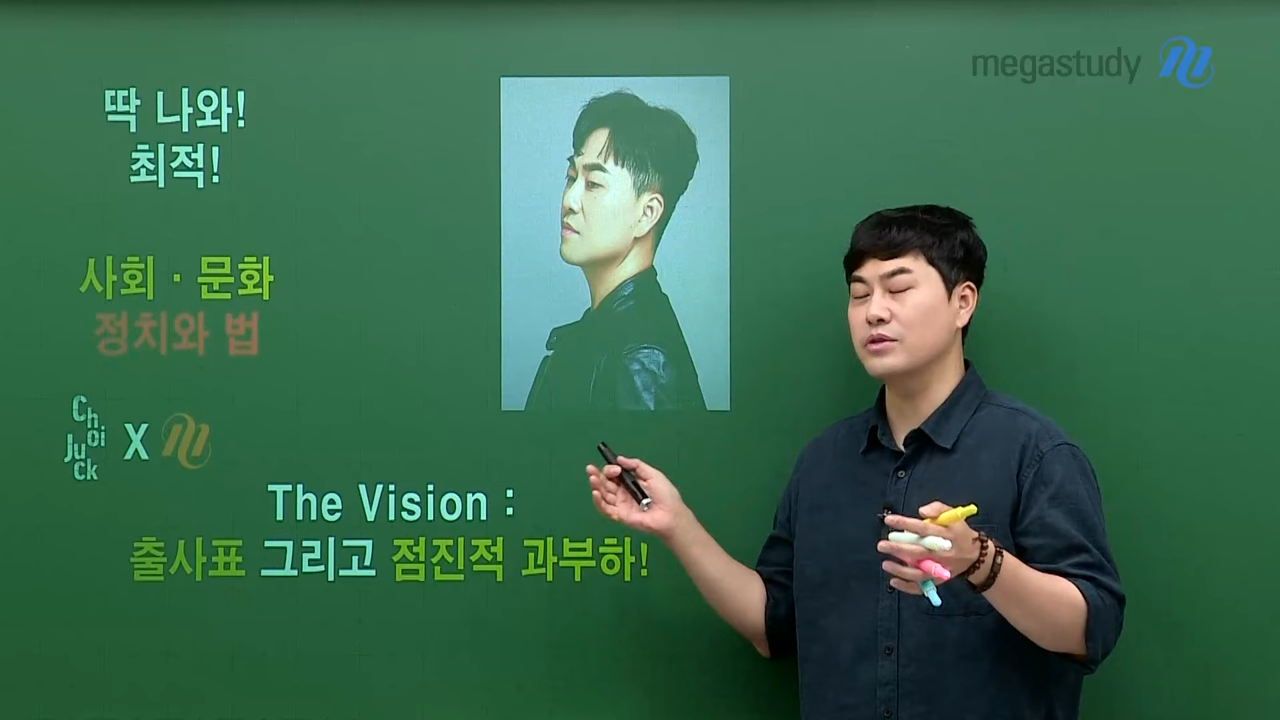 megastudy
딱 나와!
최적!
사회 · 문화
정치와 법
Choi Juck X
The Vision :
출사표 그리고 점진적 과부하!